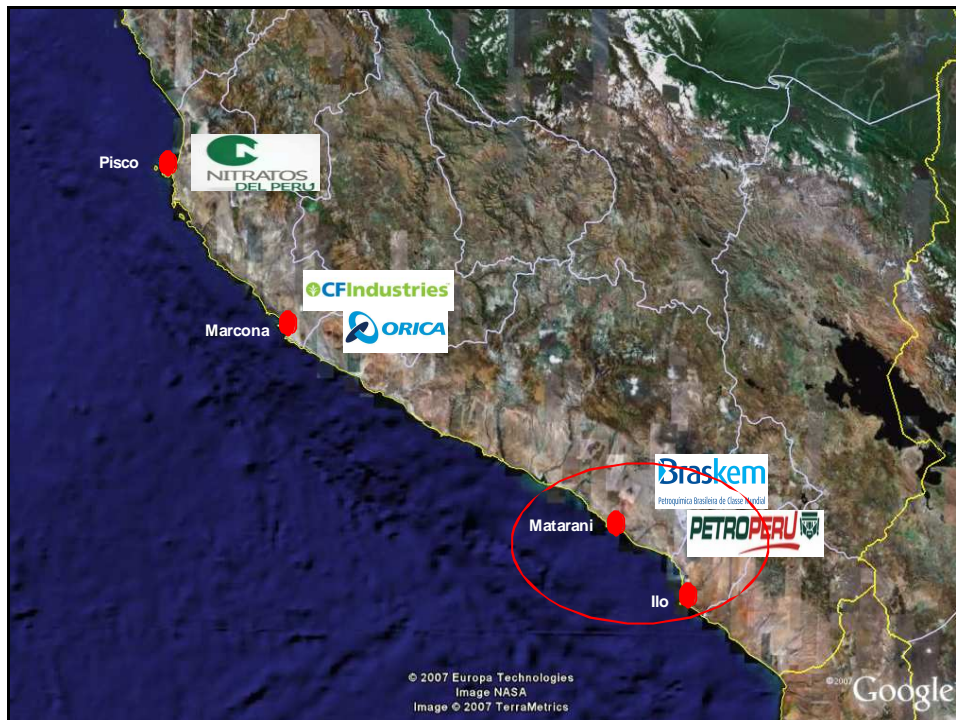 Pisco
NITRATOS
DEL PERU
CFIndustries
Marcona
ORICA
Braskem
Petroquímica Brasileira de Classe Mundial
Matarani
PETROPERU
Ilo
© 2007 Europa Technologies
Image NASA
Image © 2007 TerraMetrics
©2007 Google